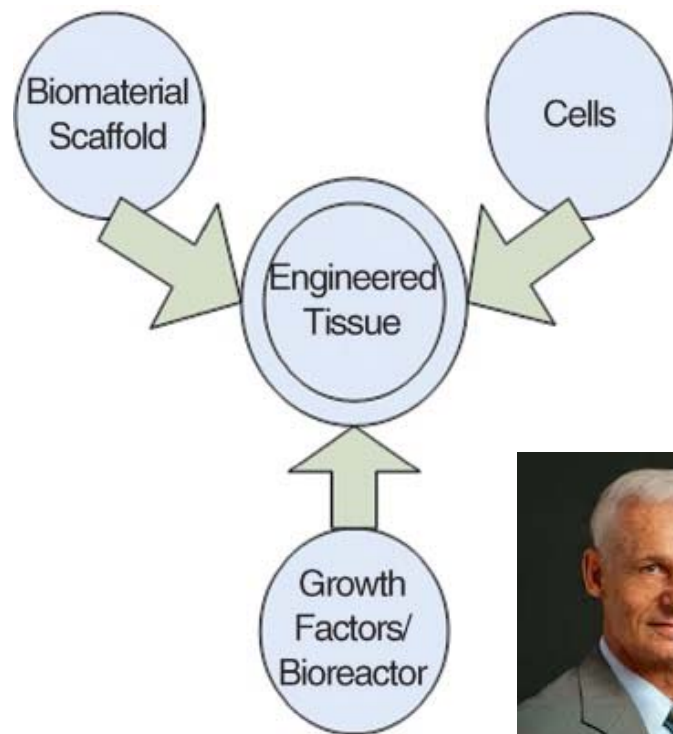 Biomaterial
Scaffold
Cells
Engineered
Tissue
Growth
Factors/
Bioreactor